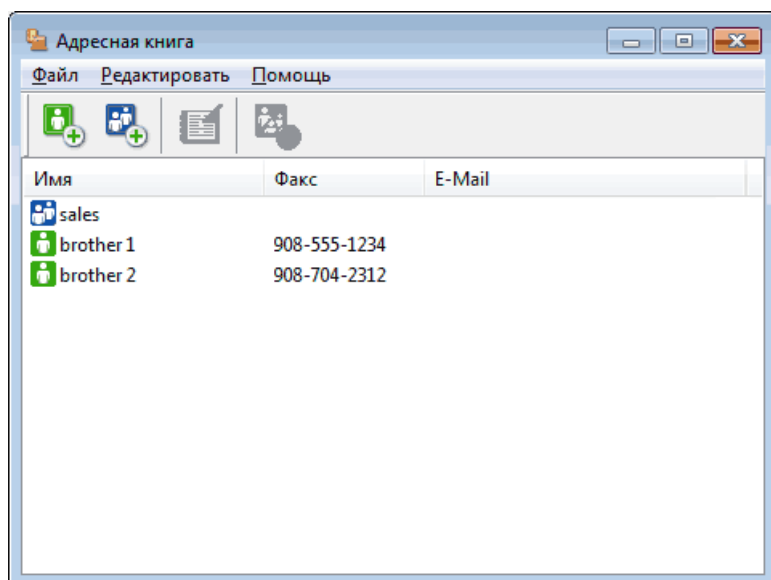 Адресная книга
Файл Редактировать Помощь
Имя Факс E-Mail
sales
brother 1 908-555-1234
brother 2 908-704-2312